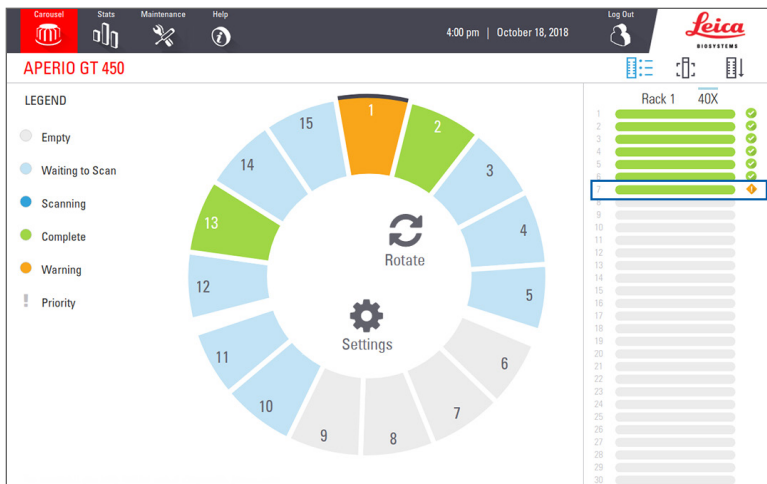 Carousel Stats Maintenance Help
4:00 pm | October 18, 2018
Log Out
Leica
BIOSYSTEMS
APERIO GT 450
LEGEND
Empty
Waiting to Scan
Scanning
Complete
Warning
! Priority
1
2
3
4
5
6
7
8
9
10
11
12
13
14
15
Rotate
Settings
Rack 1 40X
1
2
3
4
5
6
7
8
9
10
11
12
13
14
15
16
17
18
19
20
21
22
23
24
25
26
27
28
29
30